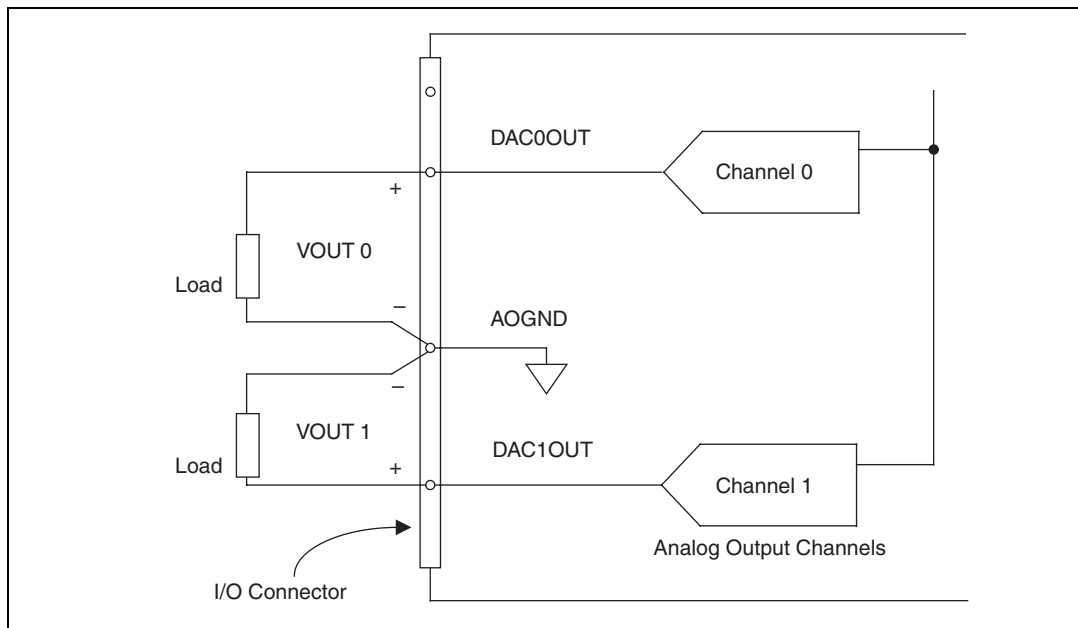 DAC0OUT
Channel 0
+
VOUT 0
Load
–
AOGND
–
VOUT 1
DAC1OUT
Load
+
Channel 1
Analog Output Channels
I/O Connector